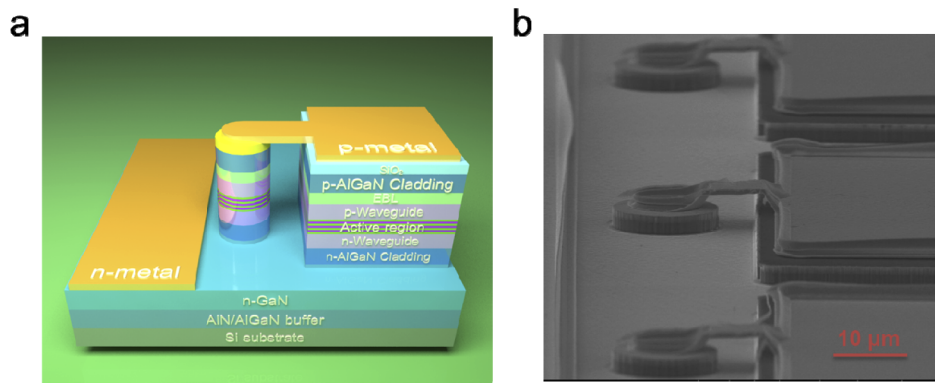 a
b
p-metal
SiO₂
p-AlGaN Cladding
EBL
p-Waveguide
Active region
n-Waveguide
n-AlGaN Cladding
n-metal
n-GaN
AlN/AlGaN buffer
Si substrate
10 μm